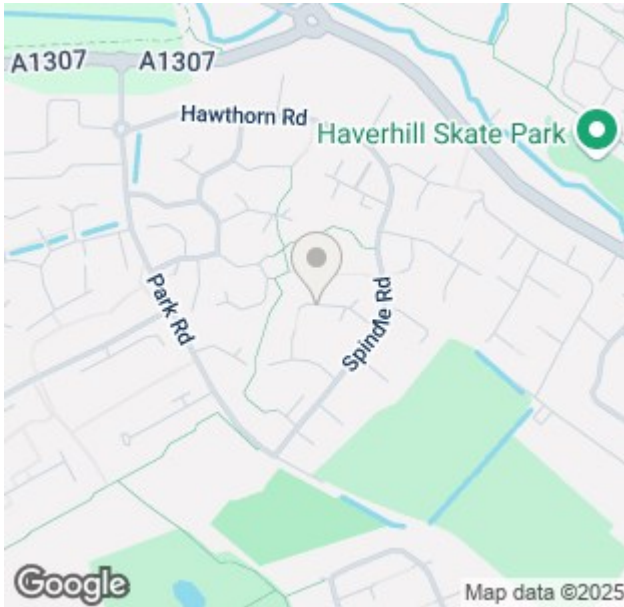 A1307
A1307
Hawthorn Rd
Haverhill Skate Park
Park Rd
Spindle Rd
Google
Map data ©2025